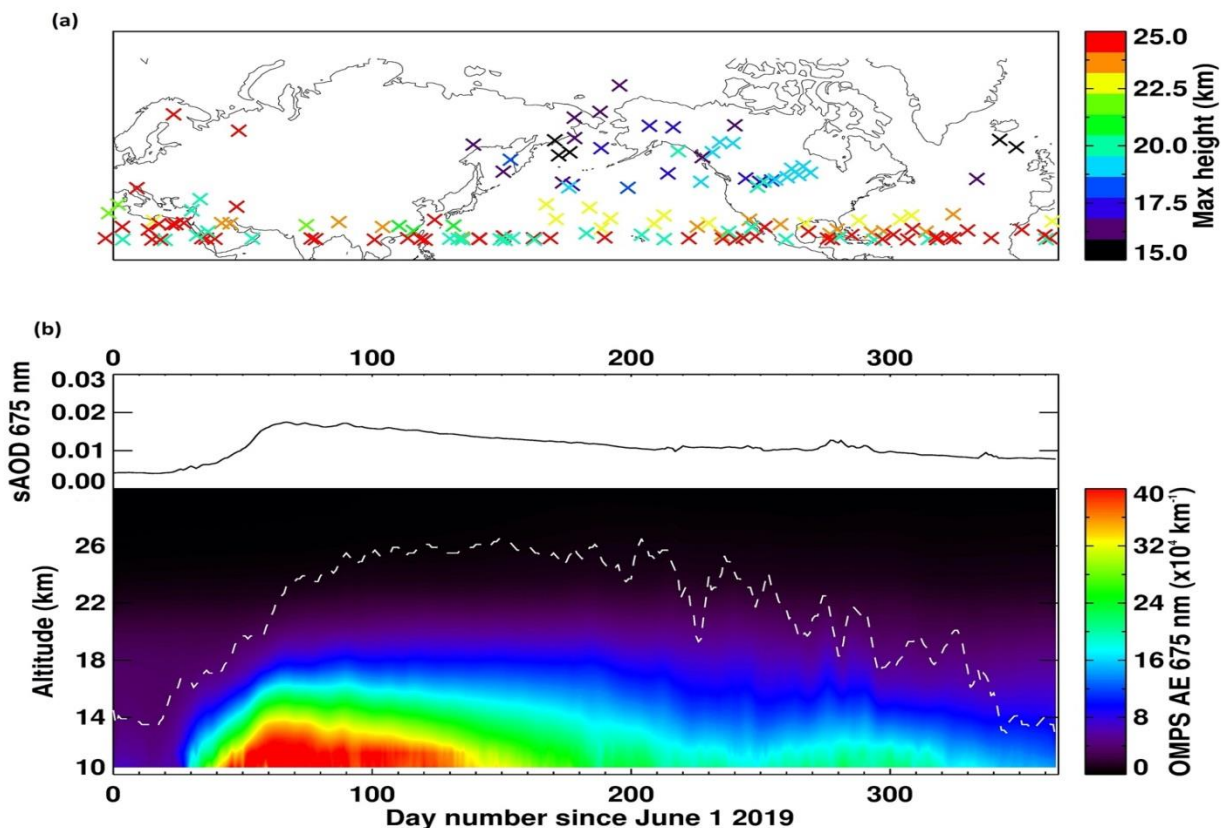 (a)
25.0
22.5
20.0
17.5
15.0
Max height (km)
(b)
0 100 200 300
0.03
0.02
0.01
0.00
sAOD 675 nm
26
22
18
14
10
Altitude (km)
40
32
24
16
8
0
OMPS AE 675 nm (x10⁴ km⁻¹)
0 100 200 300
Day number since June 1 2019